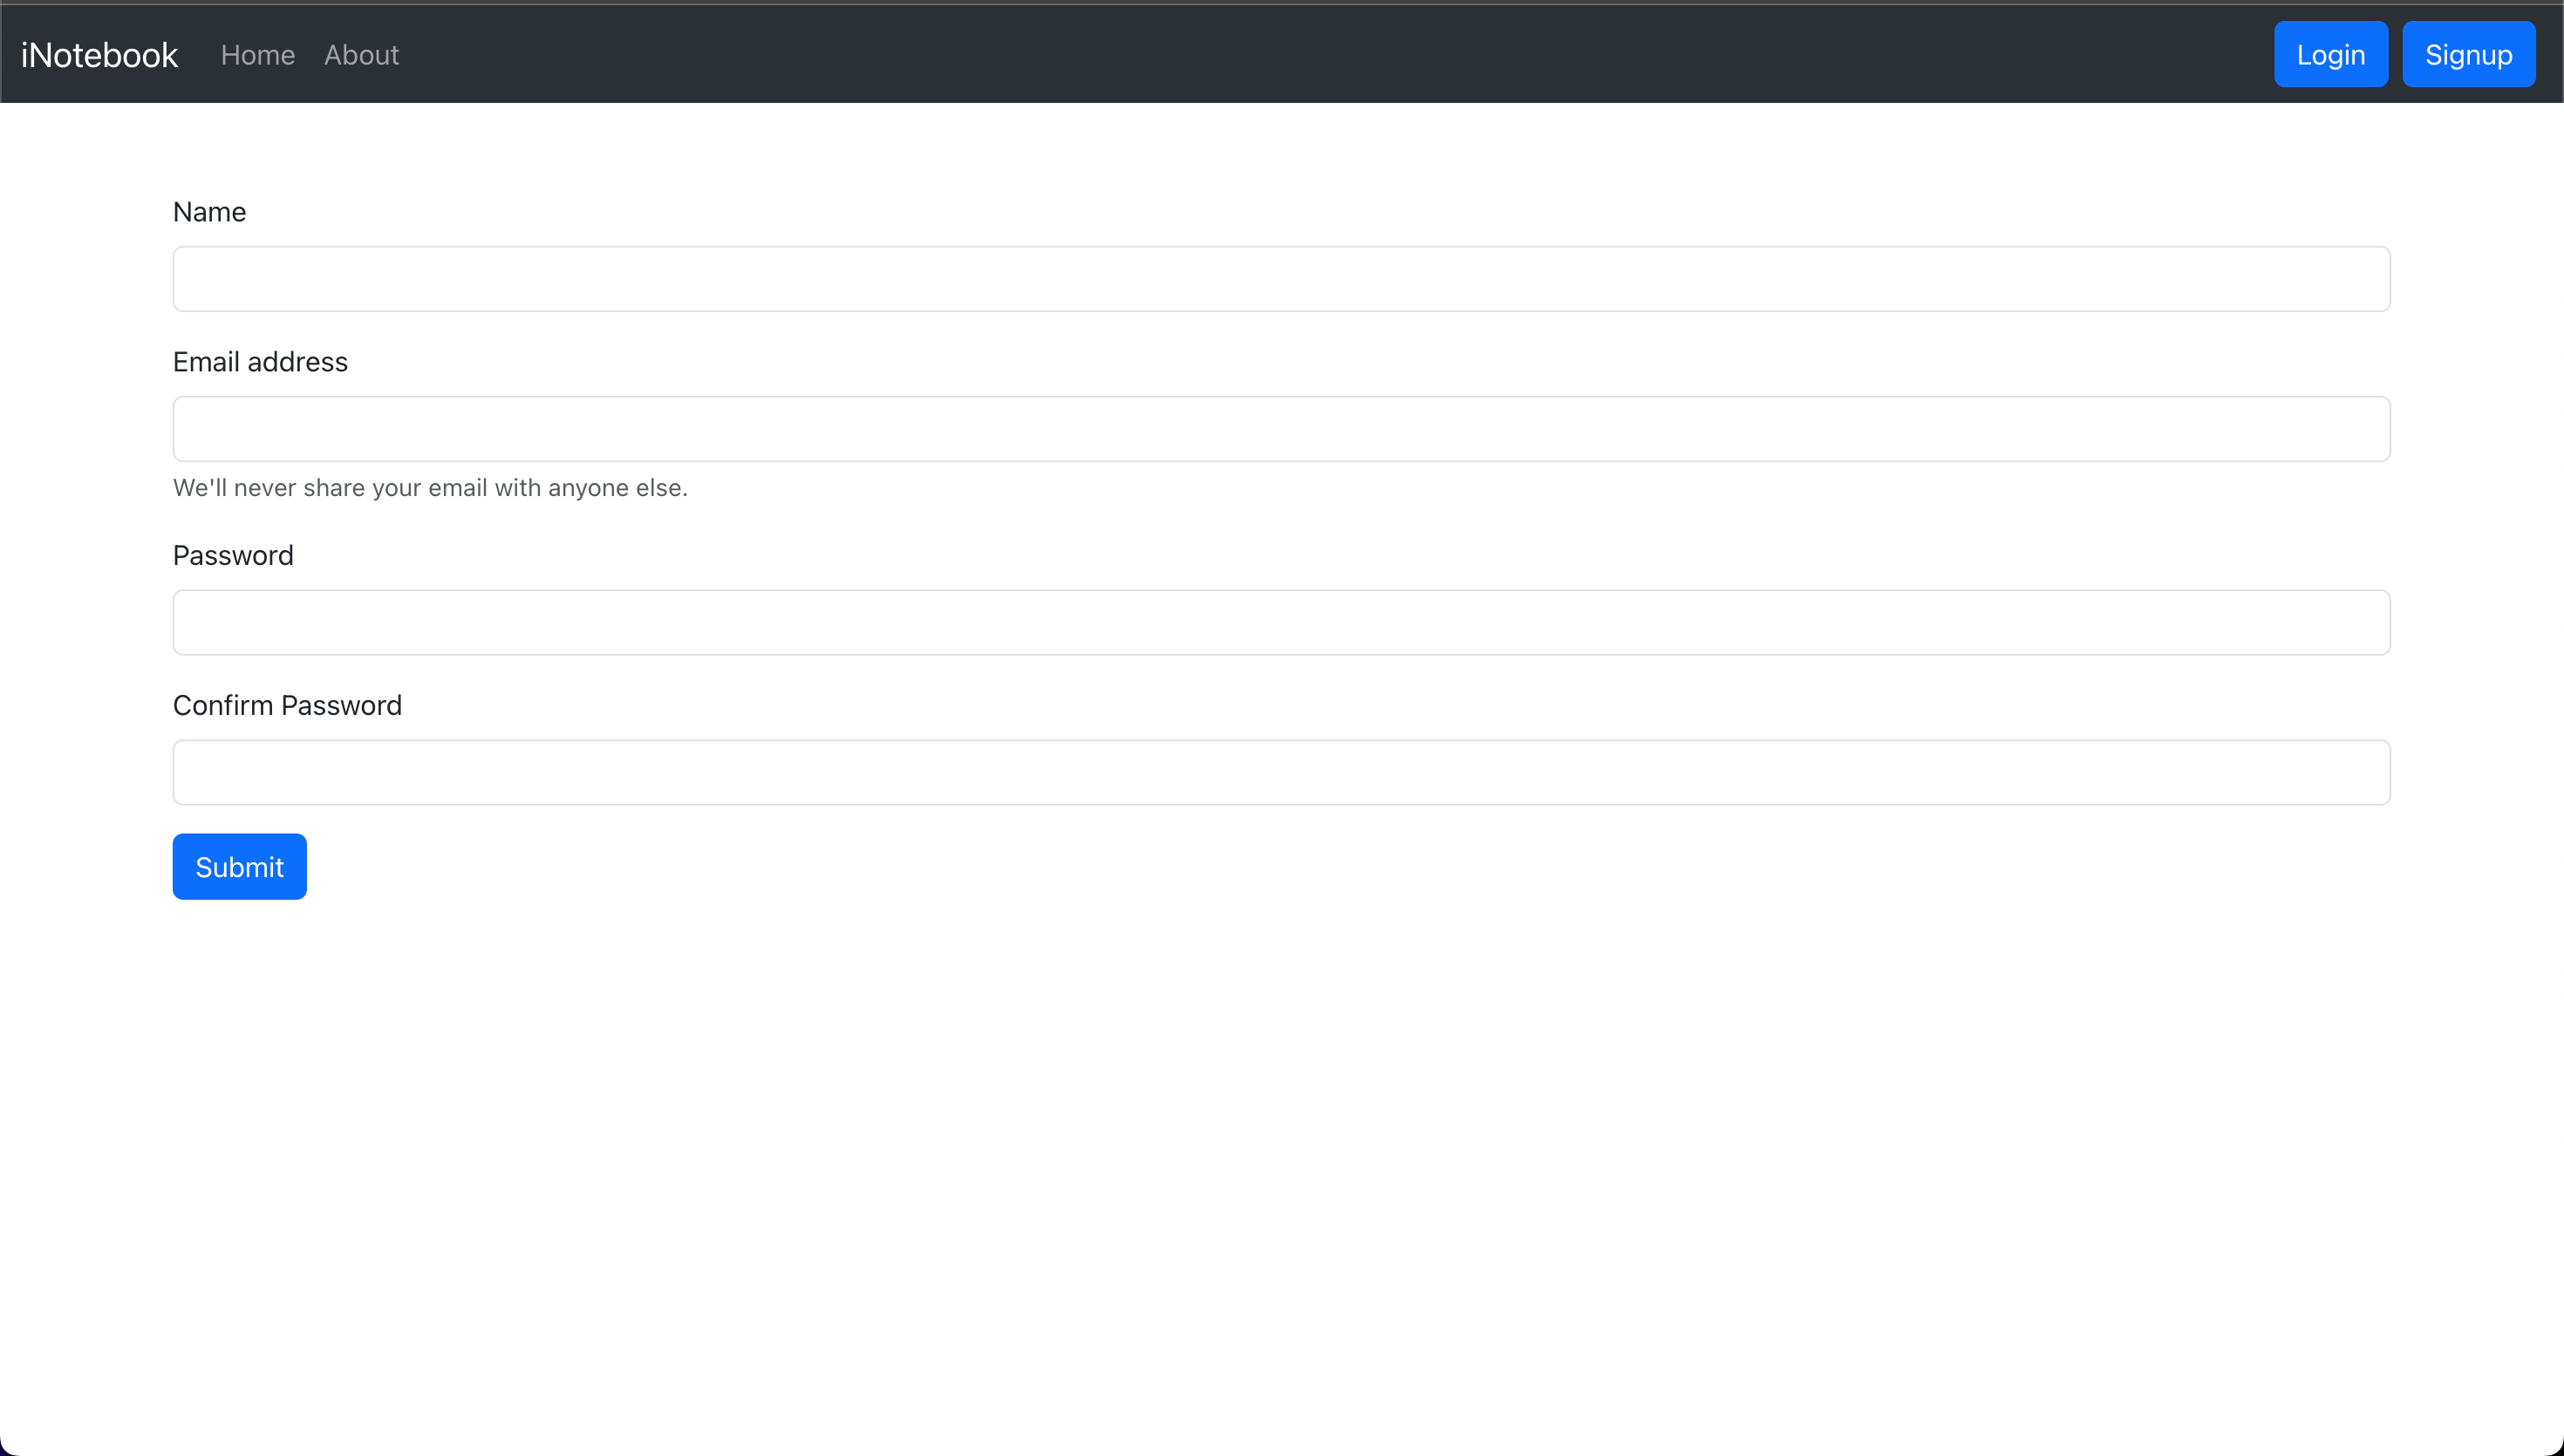 iNotebook Home About Login Signup
Name
Email address
We'll never share your email with anyone else.
Password
Confirm Password
Submit